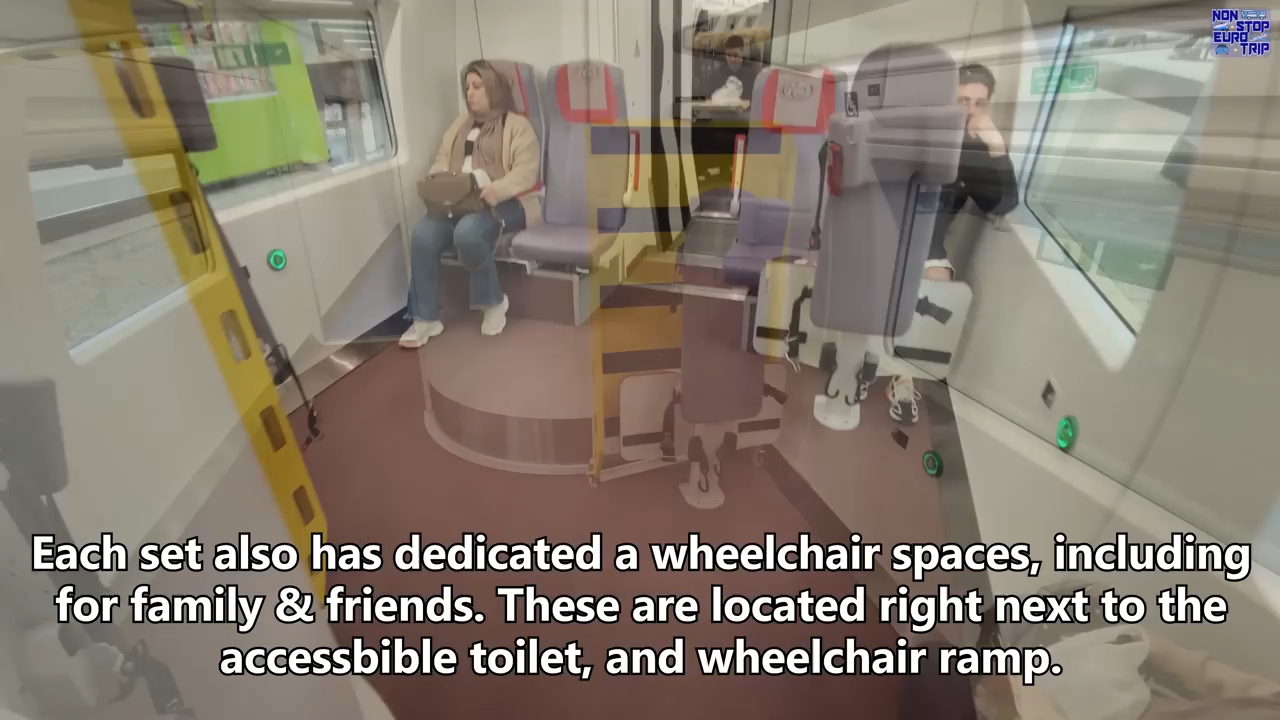 NON
STOP
EURO
TRIP
Each set also has dedicated a wheelchair spaces, including
for family & friends. These are located right next to the
accessbible toilet, and wheelchair ramp.